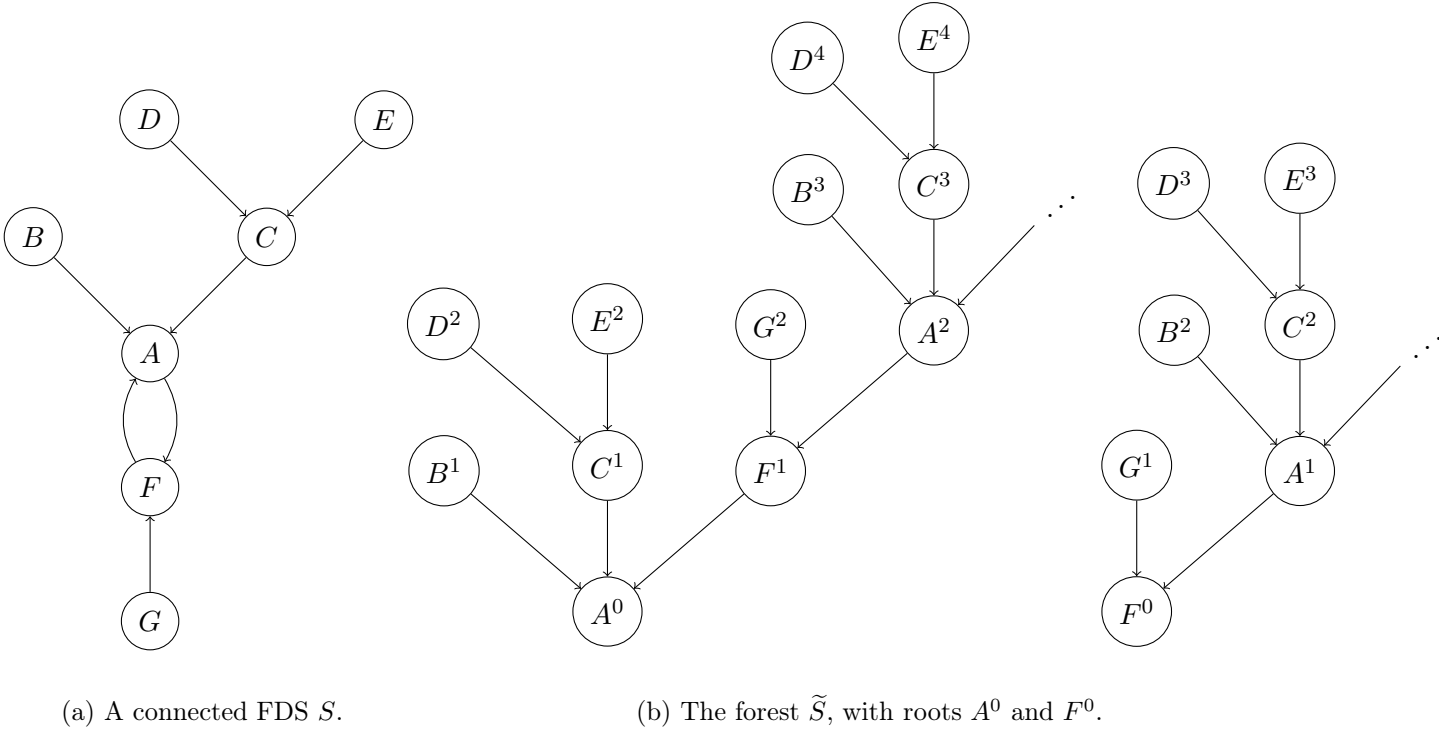 D⁴ E⁴
D E D³ E³
B³ C³
B C ⋰
D² E² G² A² B² C² ⋰
A
B¹ C¹ F¹ G¹ A¹
F
G A⁰ F⁰
(a) A connected FDS S.
(b) The forest S̃, with roots A⁰ and F⁰.